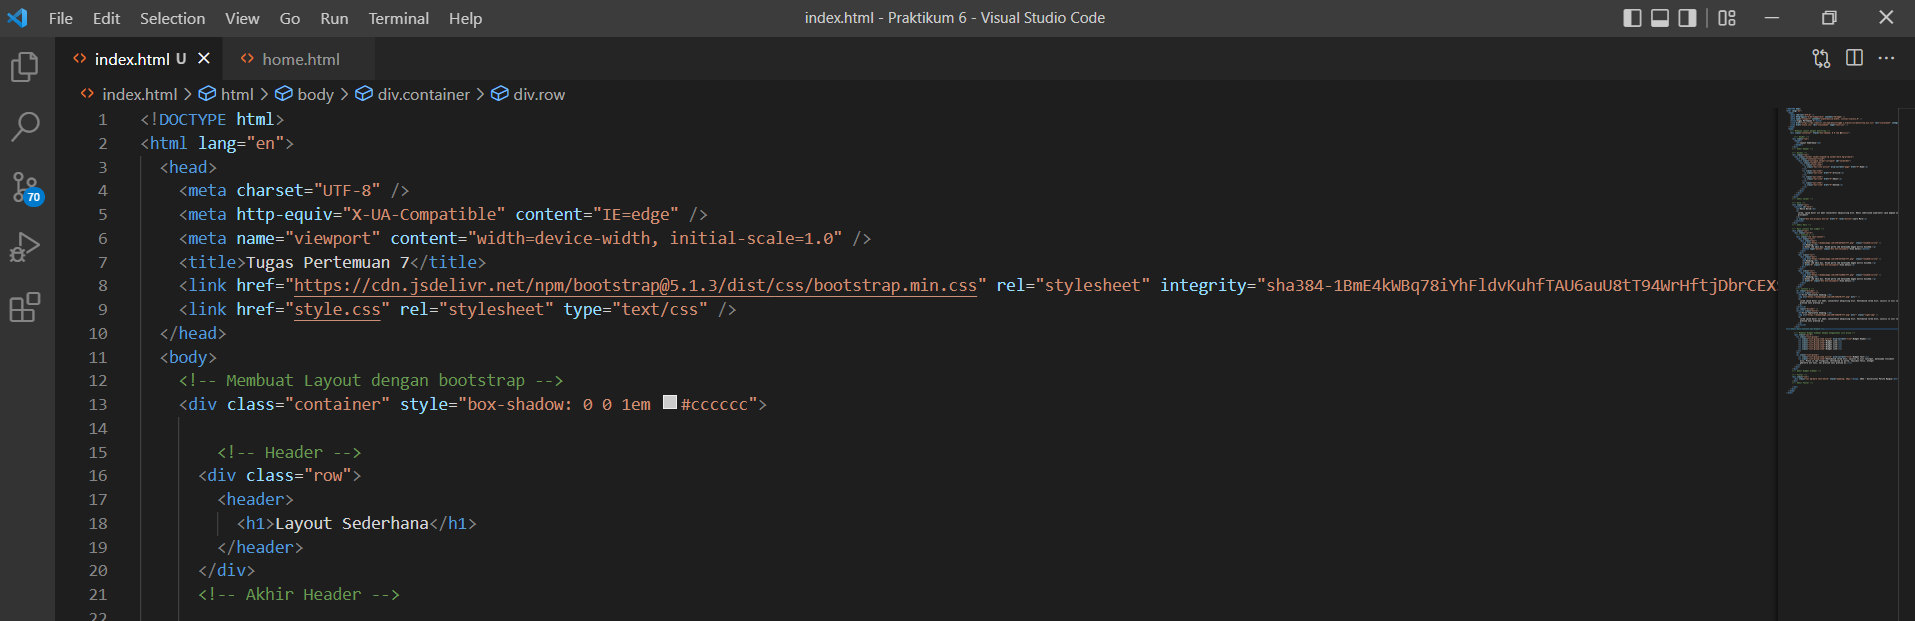 File Edit Selection View Go Run Terminal Help index.html - Praktikum 6 - Visual Studio Code
index.html U home.html
index.html > html > body > div.container > div.row
70
1 <!DOCTYPE html>
2 <html lang="en">
3 <head>
4 <meta charset="UTF-8" />
5 <meta http-equiv="X-UA-Compatible" content="IE=edge" />
6 <meta name="viewport" content="width=device-width, initial-scale=1.0" />
7 <title>Tugas Pertemuan 7</title>
8 <link href="https://cdn.jsdelivr.net/npm/bootstrap@5.1.3/dist/css/bootstrap.min.css" rel="stylesheet" integrity="sha384-1BmE4kWBq78iYhFldvKuhfTAU6auU8tT94WrHftjDbrCEX
9 <link href="style.css" rel="stylesheet" type="text/css" />
10 </head>
11 <body>
12 <!-- Membuat Layout dengan bootstrap -->
13 <div class="container" style="box-shadow: 0 0 1em #cccccc">
14
15 <!-- Header -->
16 <div class="row">
17 <header>
18 <h1>Layout Sederhana</h1>
19 </header>
20 </div>
21 <!-- Akhir Header -->
22